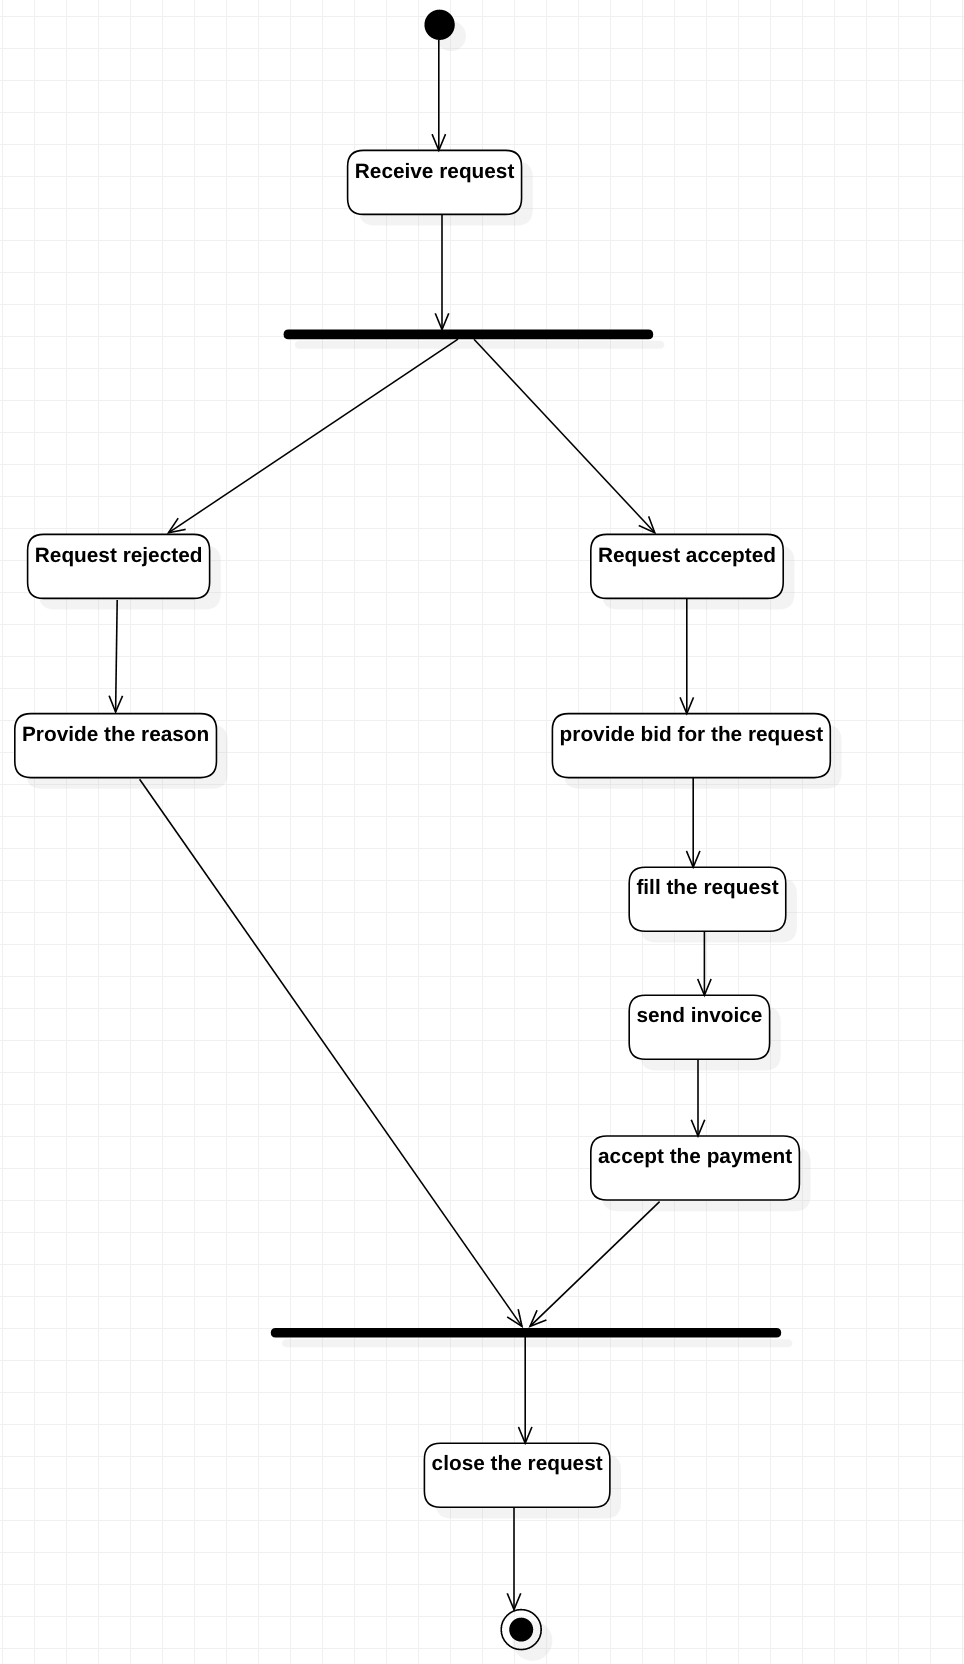 Receive request
Request rejected
Request accepted
Provide the reason
provide bid for the request
fill the request
send invoice
accept the payment
close the request